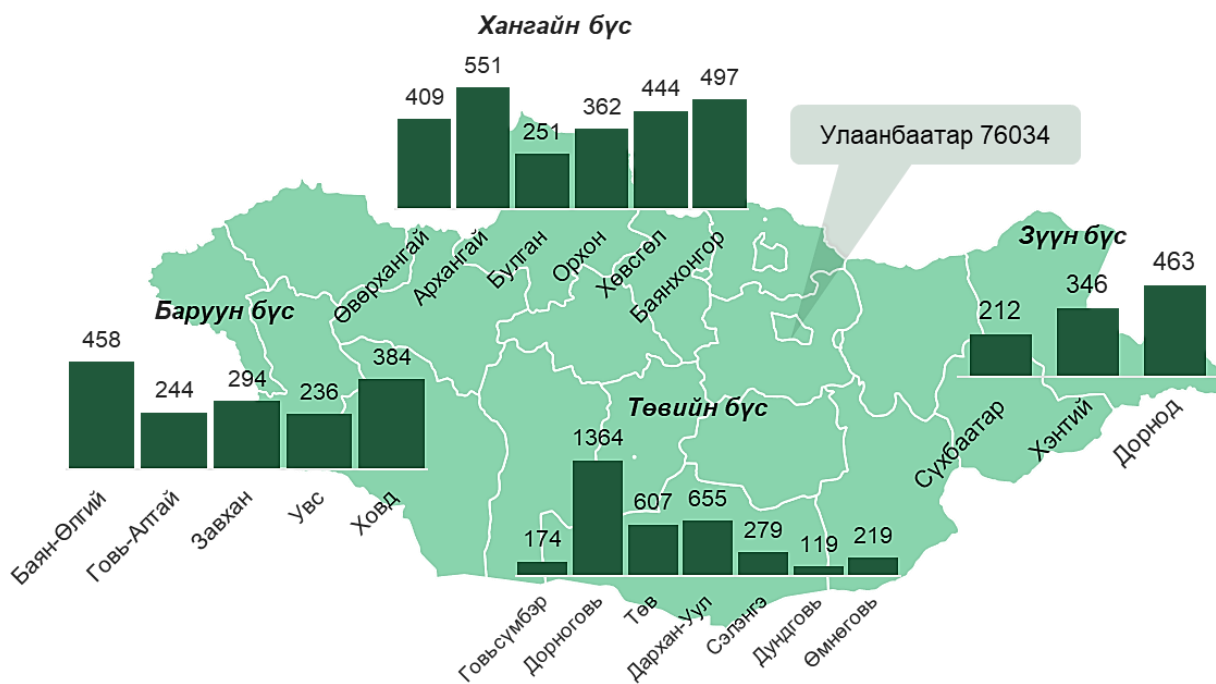 Хангайн бүс
409
551
251
362
444
497
Өвөрхангай
Архангай
Булган
Орхон
Хөвсгөл
Баянхонгор
Улаанбаатар 76034
Зүүн бүс
212
346
463
Сүхбаатар
Хэнтий
Дорнод
Баруун бүс
458
244
294
236
384
Баян-Өлгий
Говь-Алтай
Завхан
Увс
Ховд
Төвийн бүс
174
1364
607
655
279
119
219
Говьсүмбэр
Дорноговь
Төв
Дархан-Уул
Сэлэнгэ
Дундговь
Өмнөговь